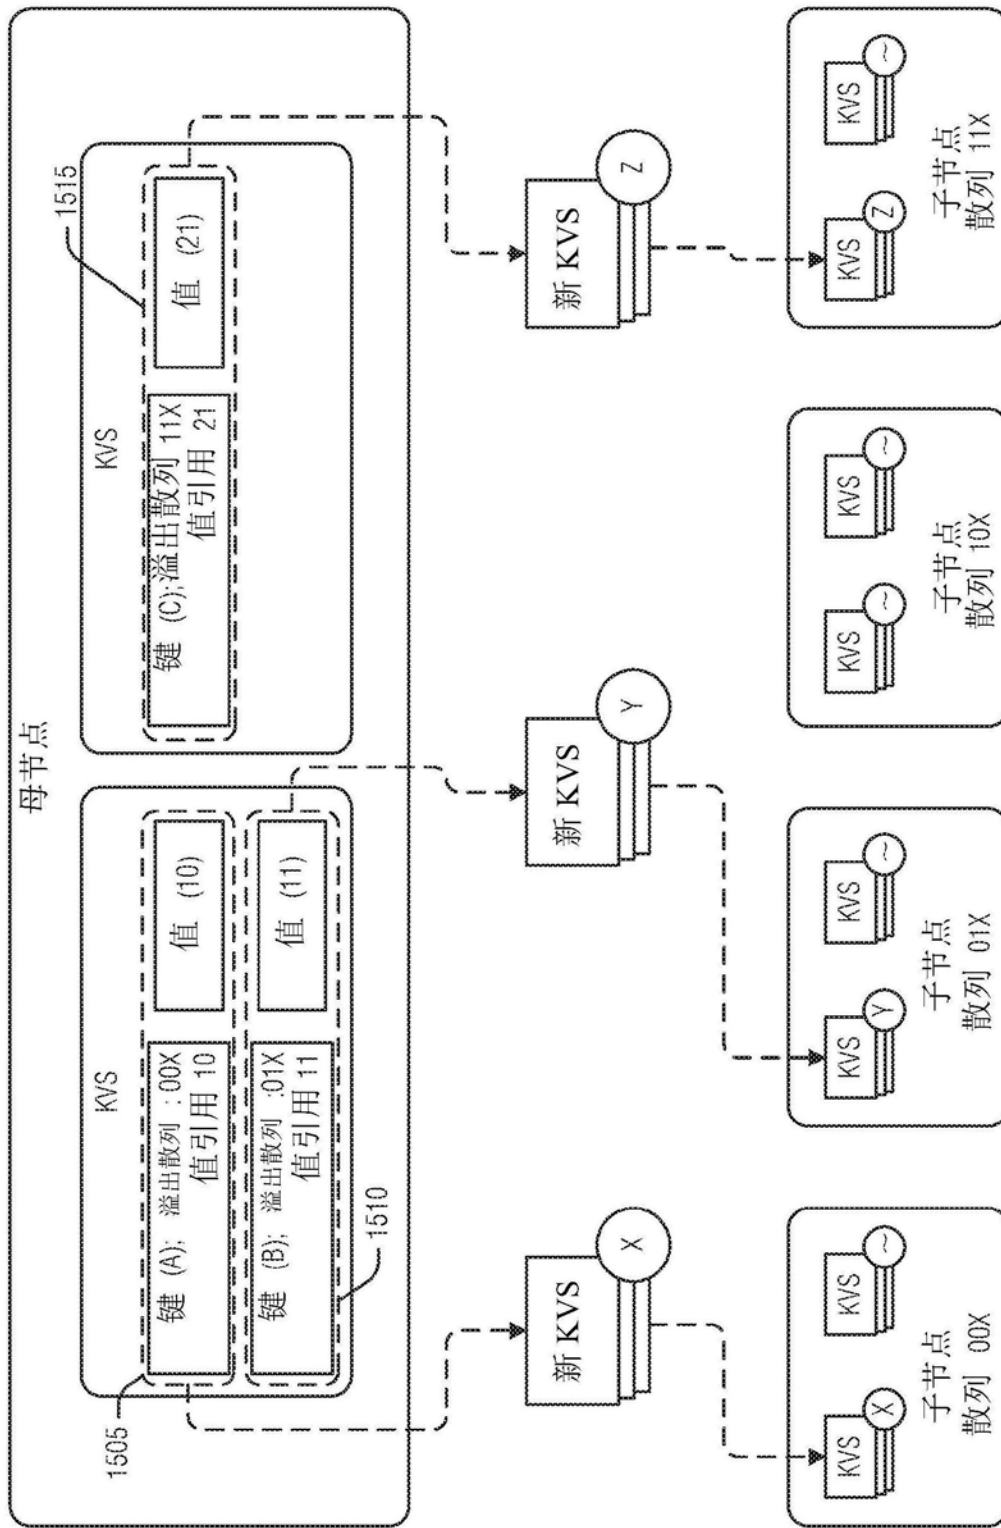 母节点
KVS
1505
键 (A); 溢出散列 :00X
值引用 10
值 (10)
键 (B); 溢出散列 :01X
值引用 11
值 (11)
1510
KVS
1515
键 (C);溢出散列 11X
值引用 21
值 (21)
新 KVS
X
新 KVS
Y
新 KVS
Z
KVS
X
KVS
~
子节点
散列 00X
KVS
Y
KVS
~
子节点
散列 01X
KVS
~
KVS
~
子节点
散列 10X
KVS
Z
KVS
~
子节点
散列 11X